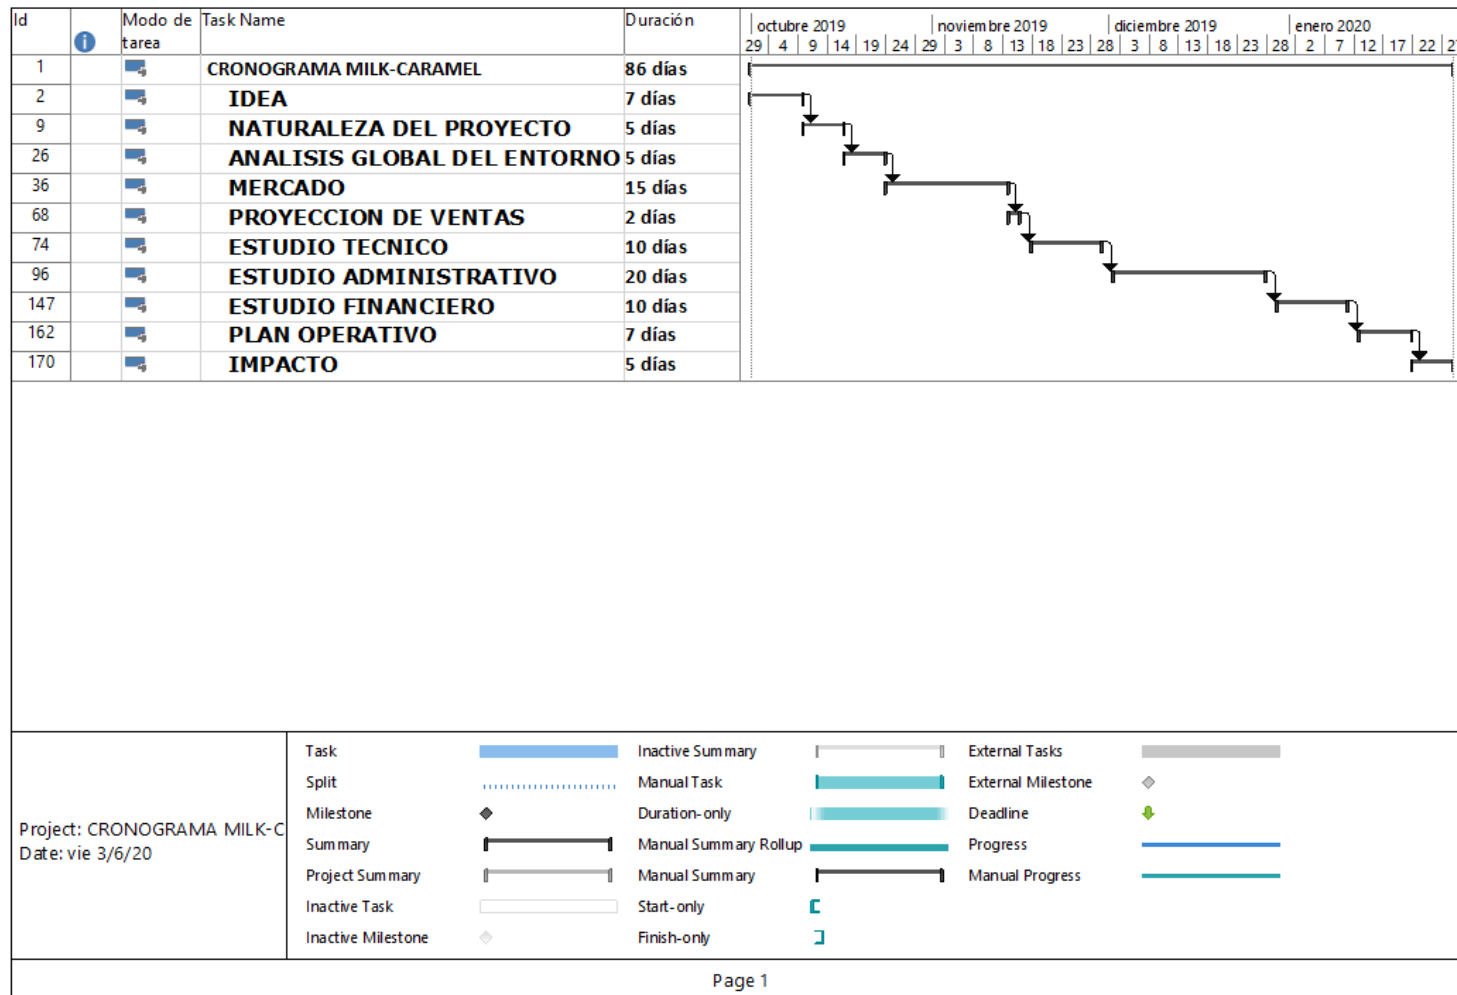 Id Modo de tarea Task Name Duración octubre 2019 noviembre 2019 diciembre 2019 enero 2020
29 4 9 14 19 24 29 3 8 13 18 23 28 3 8 13 18 23 28 2 7 12 17 22
1 CRONOGRAMA MILK-CARAMEL 86 días
2 IDEA 7 días
9 NATURALEZA DEL PROYECTO 5 días
26 ANALISIS GLOBAL DEL ENTORNO 5 días
36 MERCADO 15 días
68 PROYECCION DE VENTAS 2 días
74 ESTUDIO TECNICO 10 días
96 ESTUDIO ADMINISTRATIVO 20 días
147 ESTUDIO FINANCIERO 10 días
162 PLAN OPERATIVO 7 días
170 IMPACTO 5 días
Project: CRONOGRAMA MILK-C
Date: vie 3/6/20
Task
Split
Milestone
Summary
Project Summary
Inactive Task
Inactive Milestone
Inactive Summary
Manual Task
Duration-only
Manual Summary Rollup
Manual Summary
Start-only
Finish-only
External Tasks
External Milestone
Deadline
Progress
Manual Progress
Page 1